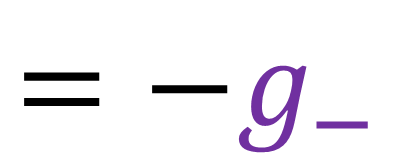 = −g₋